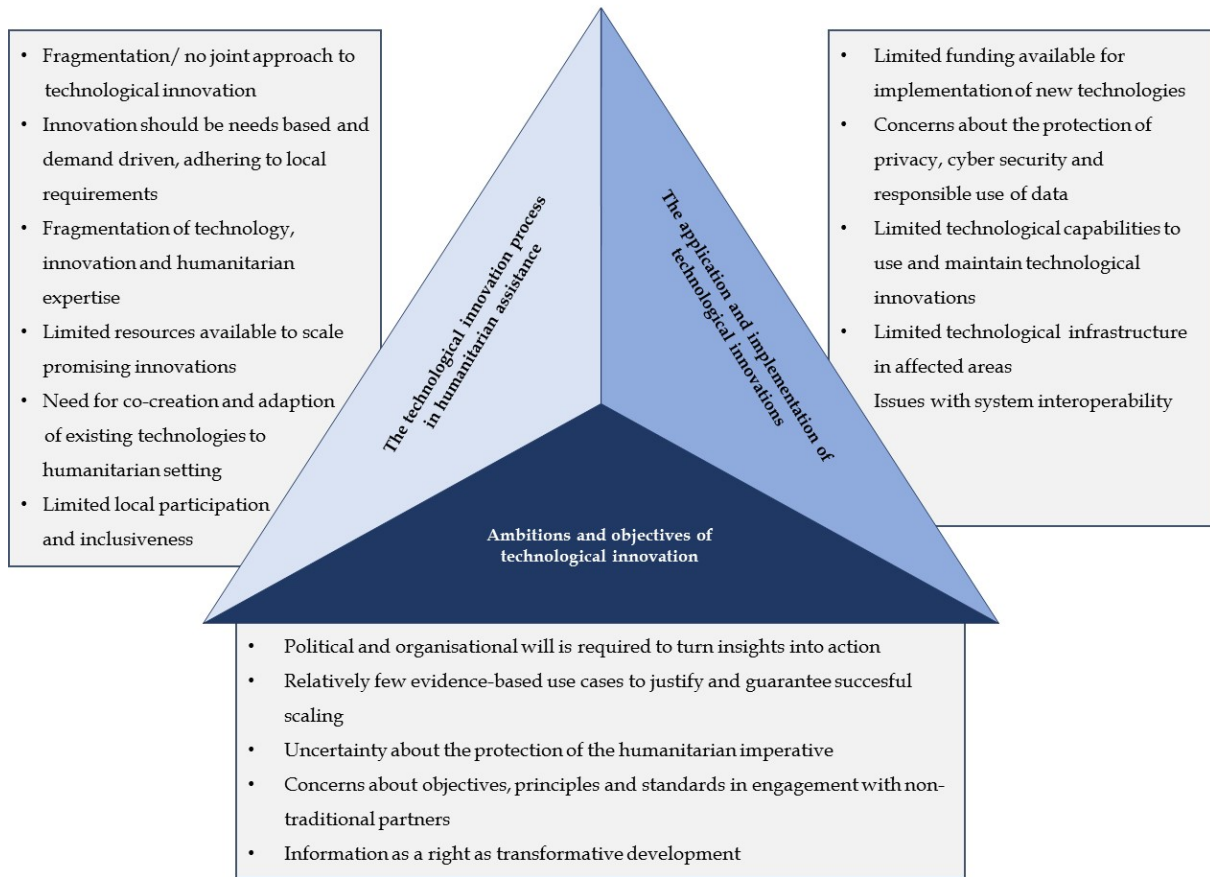 • Fragmentation/ no joint approach to
technological innovation
• Innovation should be needs based and
demand driven, adhering to local
requirements
• Fragmentation of technology,
innovation and humanitarian
expertise
• Limited resources available to scale
promising innovations
• Need for co-creation and adaption
of existing technologies to
humanitarian setting
• Limited local participation
and inclusiveness
The technological innovation process
in humanitarian assistance
The application and implementation of
technological innovations
• Limited funding available for
implementation of new technologies
• Concerns about the protection of
privacy, cyber security and
responsible use of data
• Limited technological capabilities to
use and maintain technological
innovations
• Limited technological infrastructure
in affected areas
Issues with system interoperability
Ambitions and objectives of
technological innovation
• Political and organisational will is required to turn insights into action
• Relatively few evidence-based use cases to justify and guarantee succesful
scaling
• Uncertainty about the protection of the humanitarian imperative
• Concerns about objectives, principles and standards in engagement with non-
traditional partners
• Information as a right as transformative development